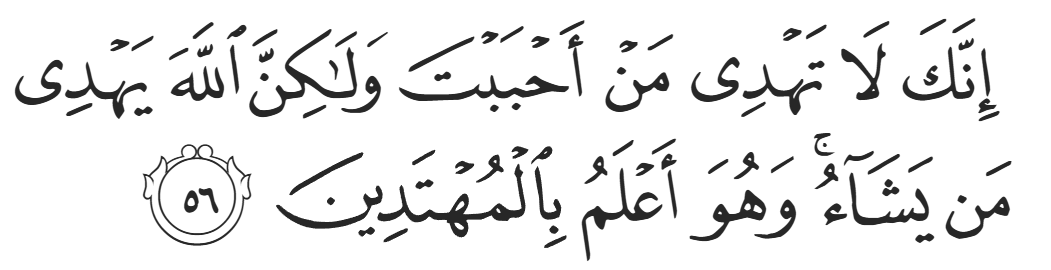 إِنَّكَ لَا تَهْدِى مَنْ أَحْبَبْتَ وَلَـٰكِنَّ ٱللَّهَ يَهْدِى
مَن يَشَآءُ ۚ وَهُوَ أَعْلَمُ بِٱلْمُهْتَدِينَ ٥٦